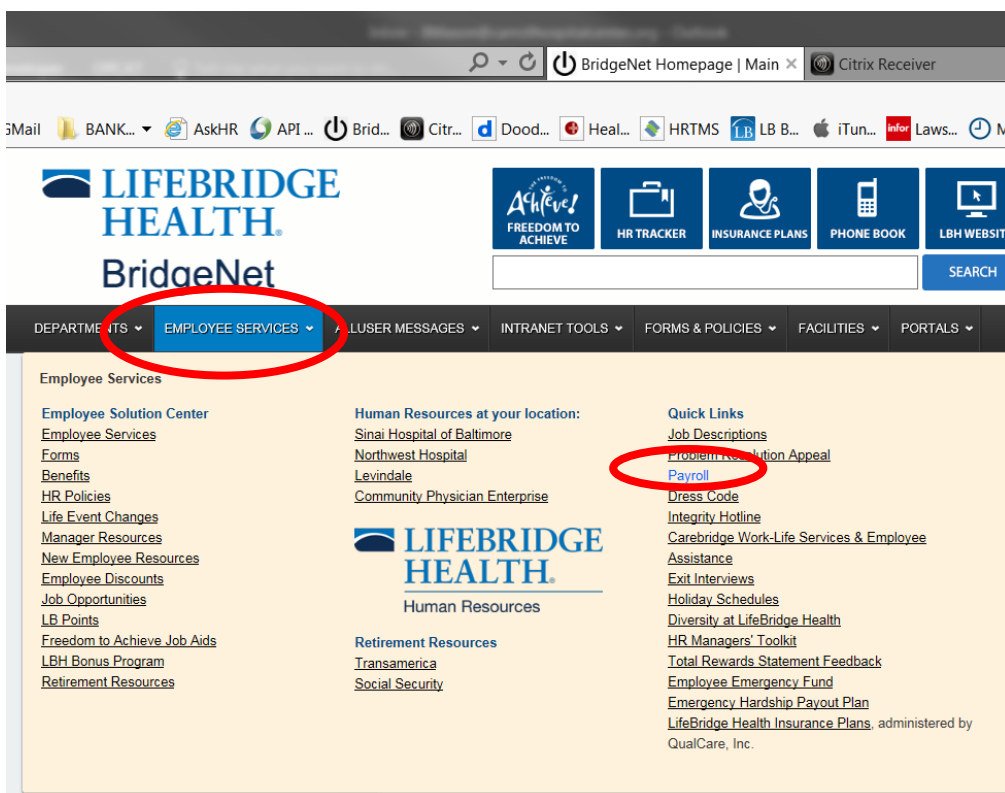 BridgeNet Homepage | Main
Citrix Receiver
GMail BANK... AskHR API ... Brid... Citr... Dood... Heal... HRTMS LB LB B... iTun... infor Laws... M
LIFEBRIDGE
HEALTH.
BridgeNet
Achieve!
FREEDOM TO
ACHIEVE
HR TRACKER
INSURANCE PLANS
PHONE BOOK
LBH WEBSIT
SEARCH
DEPARTMENTS EMPLOYEE SERVICES ALLUSER MESSAGES INTRANET TOOLS FORMS & POLICIES FACILITIES PORTALS
Employee Services
Employee Solution Center
Employee Services
Forms
Benefits
HR Policies
Life Event Changes
Manager Resources
New Employee Resources
Employee Discounts
Job Opportunities
LB Points
Freedom to Achieve Job Aids
LBH Bonus Program
Retirement Resources
Human Resources at your location:
Sinai Hospital of Baltimore
Northwest Hospital
Levindale
Community Physician Enterprise
LIFEBRIDGE
HEALTH.
Human Resources
Retirement Resources
Transamerica
Social Security
Quick Links
Job Descriptions
Problem Resolution Appeal
Payroll
Dress Code
Integrity Hotline
Carebridge Work-Life Services & Employee
Assistance
Exit Interviews
Holiday Schedules
Diversity at LifeBridge Health
HR Managers' Toolkit
Total Rewards Statement Feedback
Employee Emergency Fund
Emergency Hardship Payout Plan
LifeBridge Health Insurance Plans, administered by
QualCare, Inc.